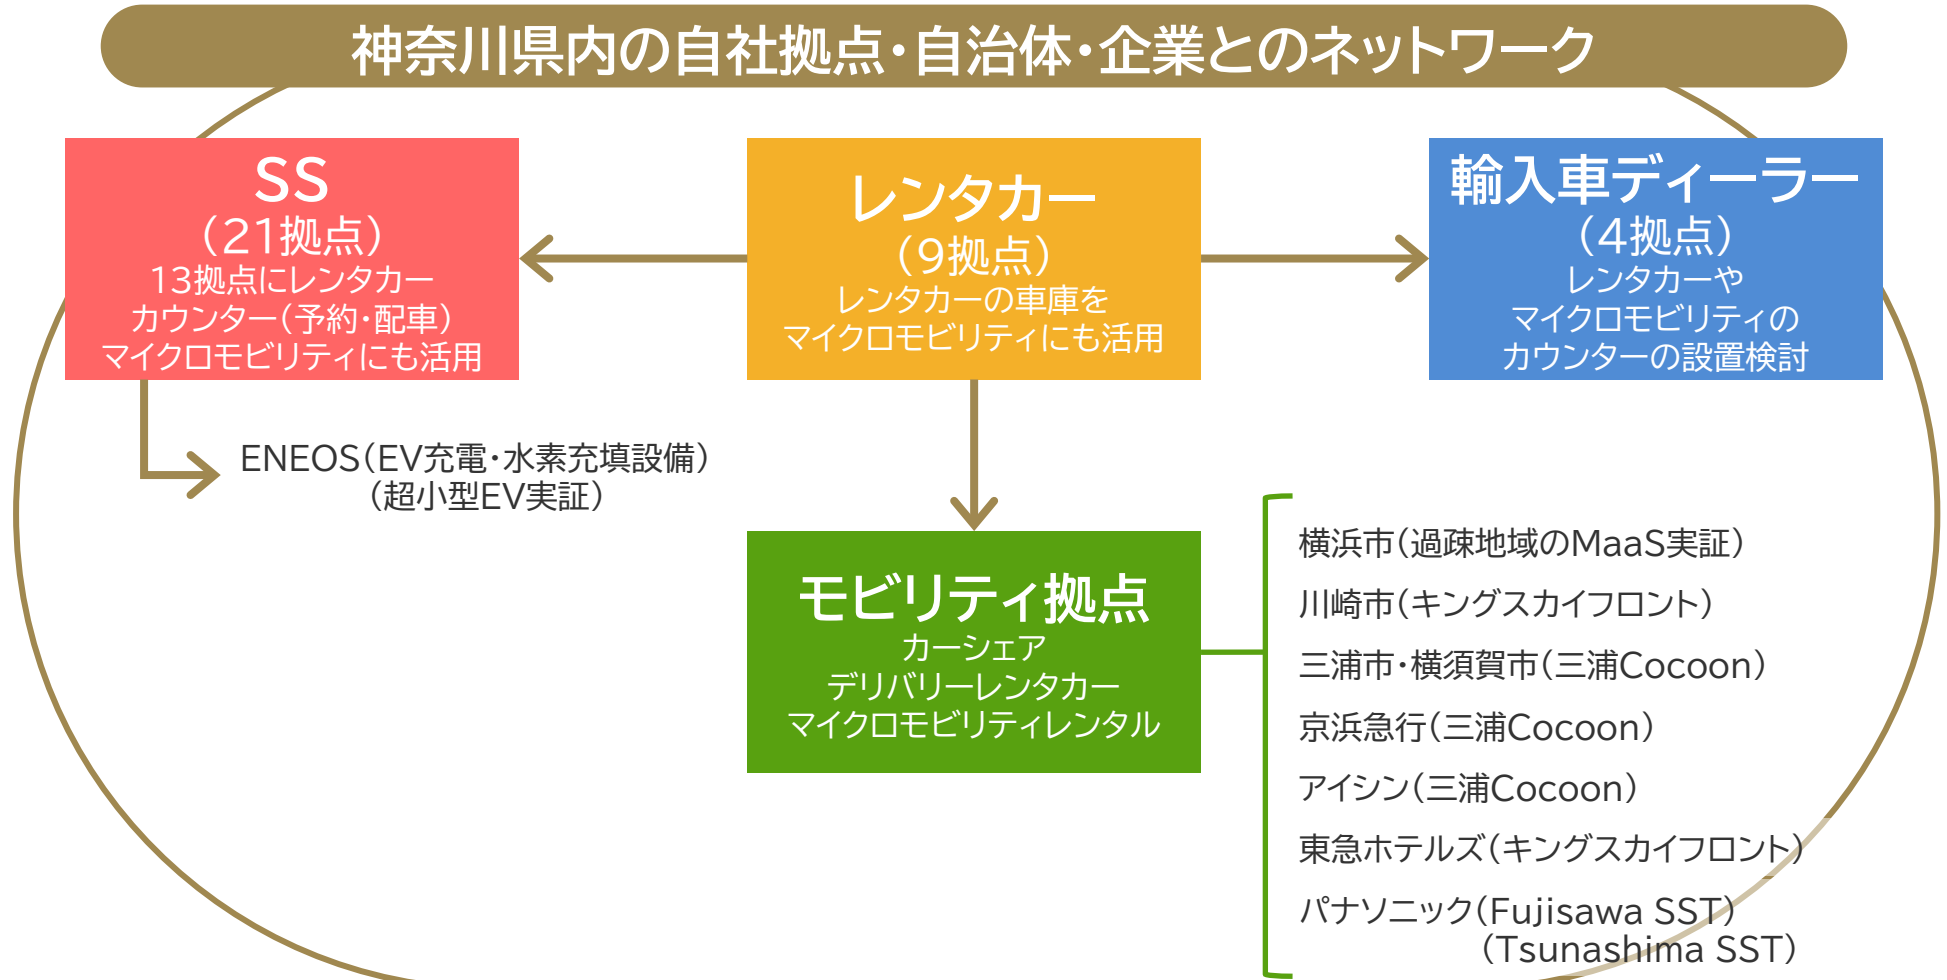 神奈川県内の自社拠点・自治体・企業とのネットワーク
SS
（21拠点）
13拠点にレンタカー
カウンター（予約・配車）
マイクロモビリティにも活用
レンタカー
（9拠点）
レンタカーの車庫を
マイクロモビリティにも活用
輸入車ディーラー
（4拠点）
レンタカーや
マイクロモビリティの
カウンターの設置検討
ENEOS（EV充電・水素充填設備）
（超小型EV実証）
モビリティ拠点
カーシェア
デリバリーレンタカー
マイクロモビリティレンタル
横浜市（過疎地域のMaaS実証）
川崎市（キングスカイフロント）
三浦市・横須賀市（三浦Cocoon）
京浜急行（三浦Cocoon）
アイシン（三浦Cocoon）
東急ホテルズ（キングスカイフロント）
パナソニック（Fujisawa SST）
（Tsunashima SST）